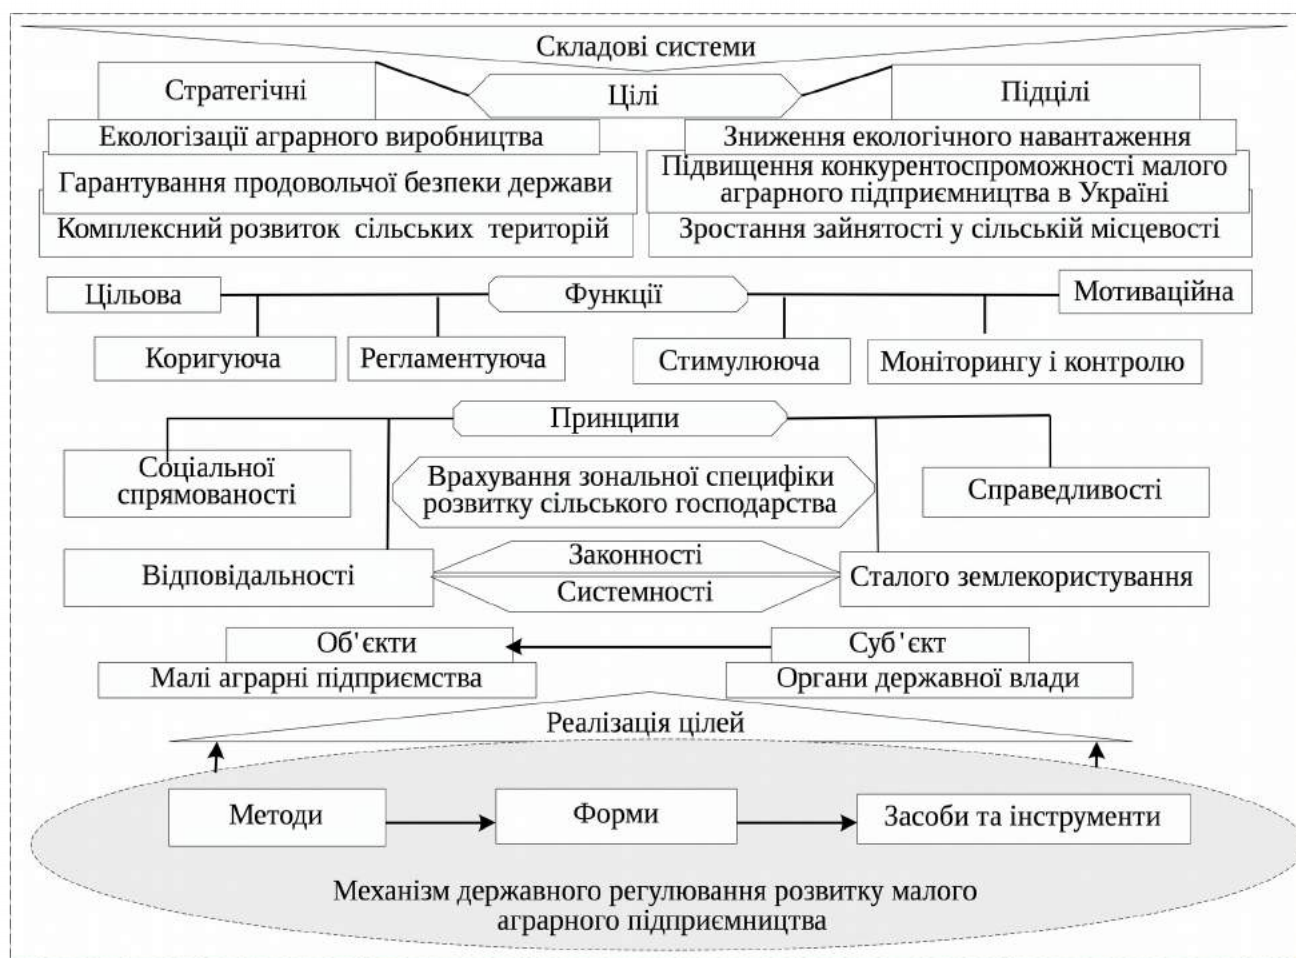 Складові системи
Стратегічні
Цілі
Підцілі
Екологізації аграрного виробництва
Зниження екологічного навантаження
Гарантування продовольчої безпеки держави
Підвищення конкурентоспроможності малого
аграрного підприємництва в Україні
Комплексний розвиток сільських територій
Зростання зайнятості у сільській місцевості
Цільова
Функції
Мотиваційна
Коригуюча
Регламентуюча
Стимулююча
Моніторингу і контролю
Принципи
Соціальної
спрямованості
Врахування зональної специфіки
розвитку сільського господарства
Справедливості
Відповідальності
Законності
Системності
Сталого землекористування
Об'єкти
Суб'єкт
Малі аграрні підприємства
Органи державної влади
Реалізація цілей
Методи
Форми
Засоби та інструменти
Механізм державного регулювання розвитку малого
аграрного підприємництва